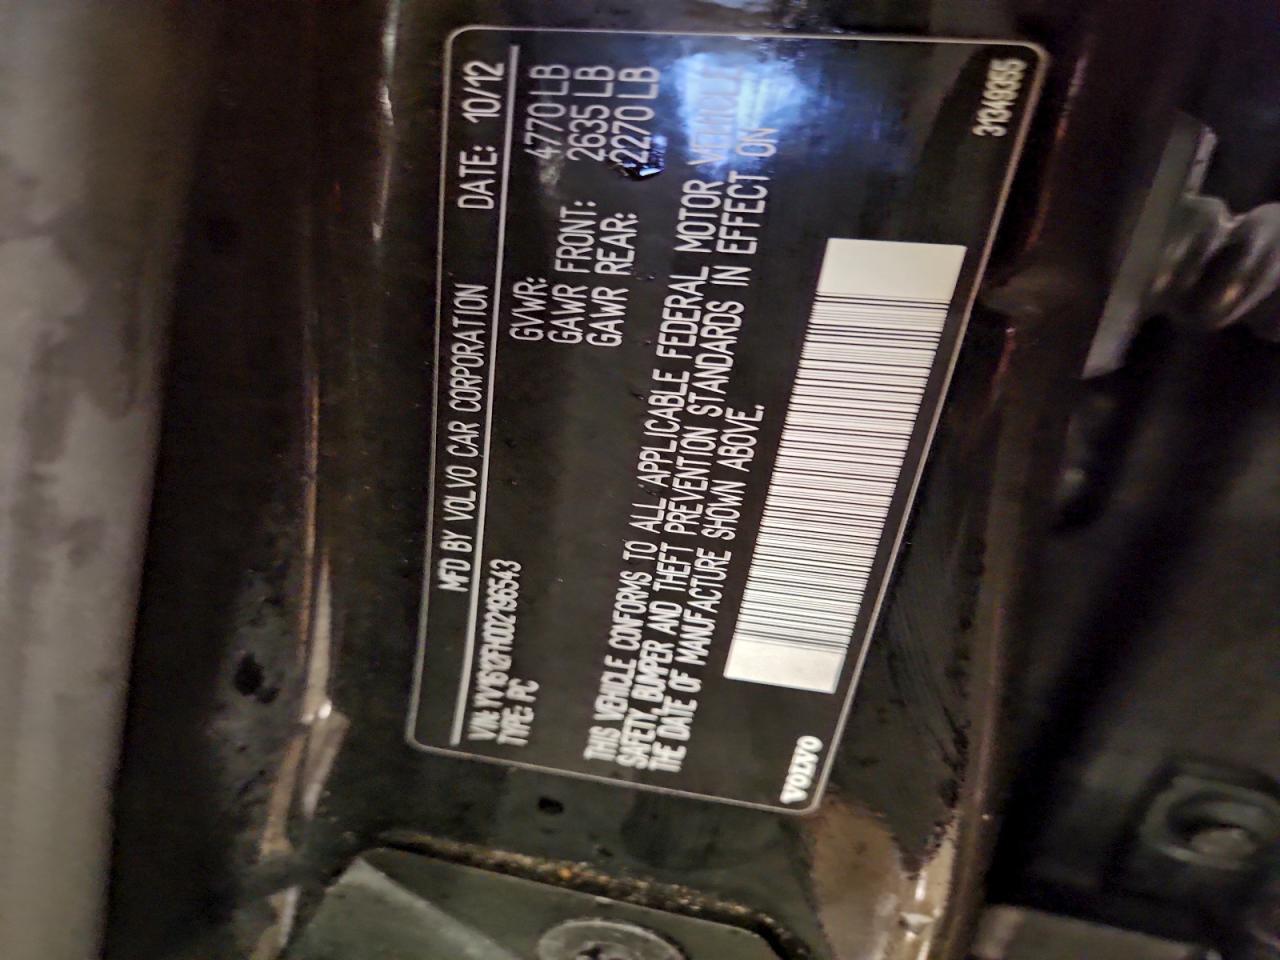 MFD BY VOLVO CAR CORPORATION DATE: 10/12
VIN: YV1612FH0D2196543
TYPE: PC
GVWR: 4770 LB
GAWR FRONT: 2635 LB
GAWR REAR: 2270 LB
THIS VEHICLE CONFORMS TO ALL APPLICABLE FEDERAL MOTOR VEHICLE
SAFETY, BUMPER AND THEFT PREVENTION STANDARDS IN EFFECT ON
THE DATE OF MANUFACTURE SHOWN ABOVE.
VOLVO
31349355